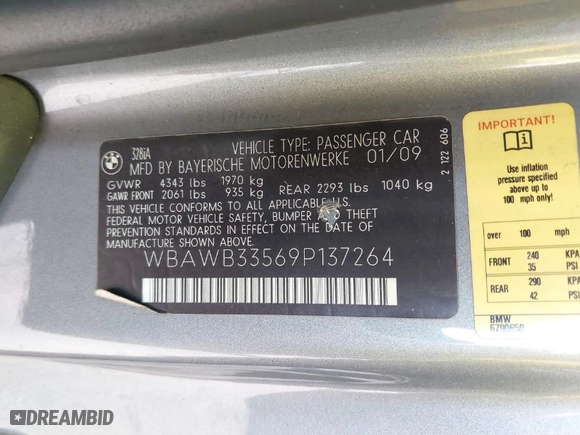 BMW
328iA
VEHICLE TYPE: PASSENGER CAR
MFD BY BAYERISCHE MOTORENWERKE 01/09
GVWR 4343 lbs 1970 kg
GAWR FRONT 2061 lbs 935 kg REAR 2293 lbs 1040 kg
THIS VEHICLE CONFORMS TO ALL APPLICABLE U.S.
FEDERAL MOTOR VEHICLE SAFETY, BUMPER THEFT
PREVENTION STANDARDS IN EFFECT ON THE DATE OF
MANUFACTURE SHOWN ABOVE.
WBAWB33569P137264
2 122 606
IMPORTANT!
Use inflation
pressure specified
above for up to
100 mph only!
over 100 mph
FRONT 240 KPA
35 PSI
REAR 290 KPA
42 PSI
BMW
DREAMBID